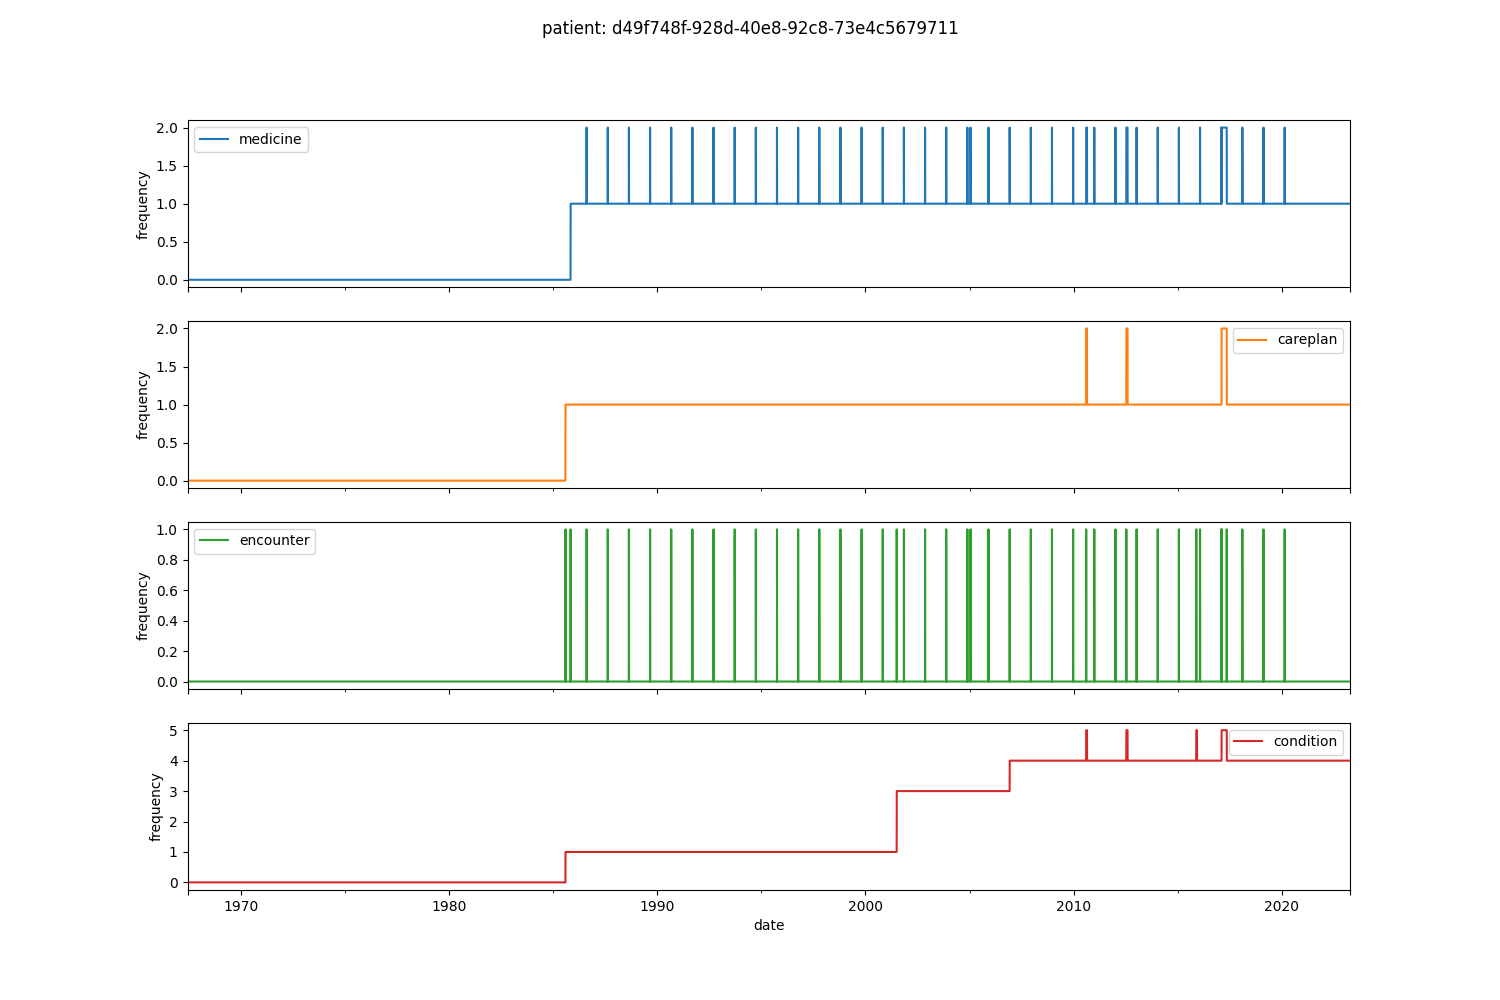 patient: d49f748f-928d-40e8-92c8-73e4c5679711
2.0
1.5
1.0
0.5
0.0
frequency
medicine
2.0
1.5
1.0
0.5
0.0
frequency
careplan
1.0
0.8
0.6
0.4
0.2
0.0
frequency
encounter
5
4
3
2
1
0
frequency
condition
1970 1980 1990 2000 2010 2020
date